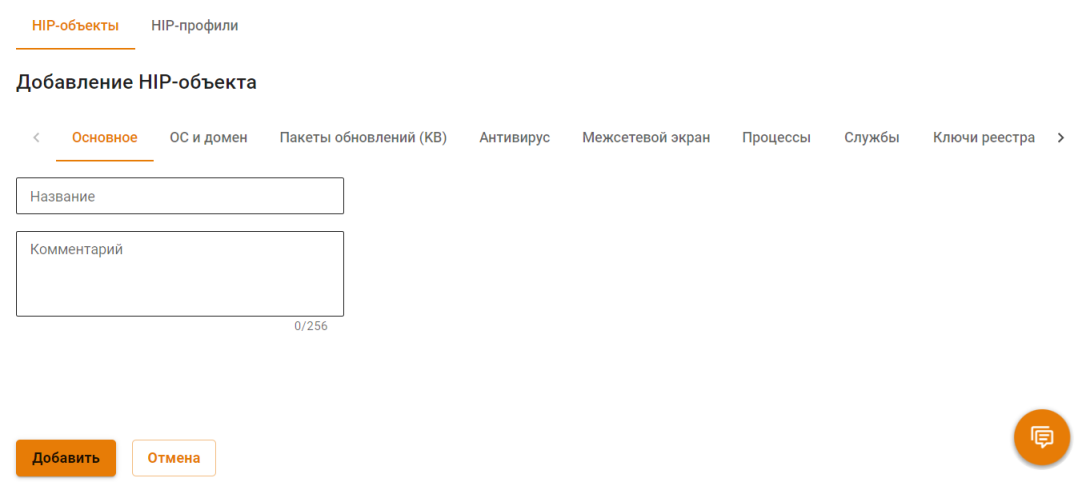 HIP-объекты HIP-профили
Добавление HIP-объекта
Основное ОС и домен Пакеты обновлений (KB) Антивирус Межсетевой экран Процессы Службы Ключи реестра
Название
Комментарий
0/256
Добавить Отмена